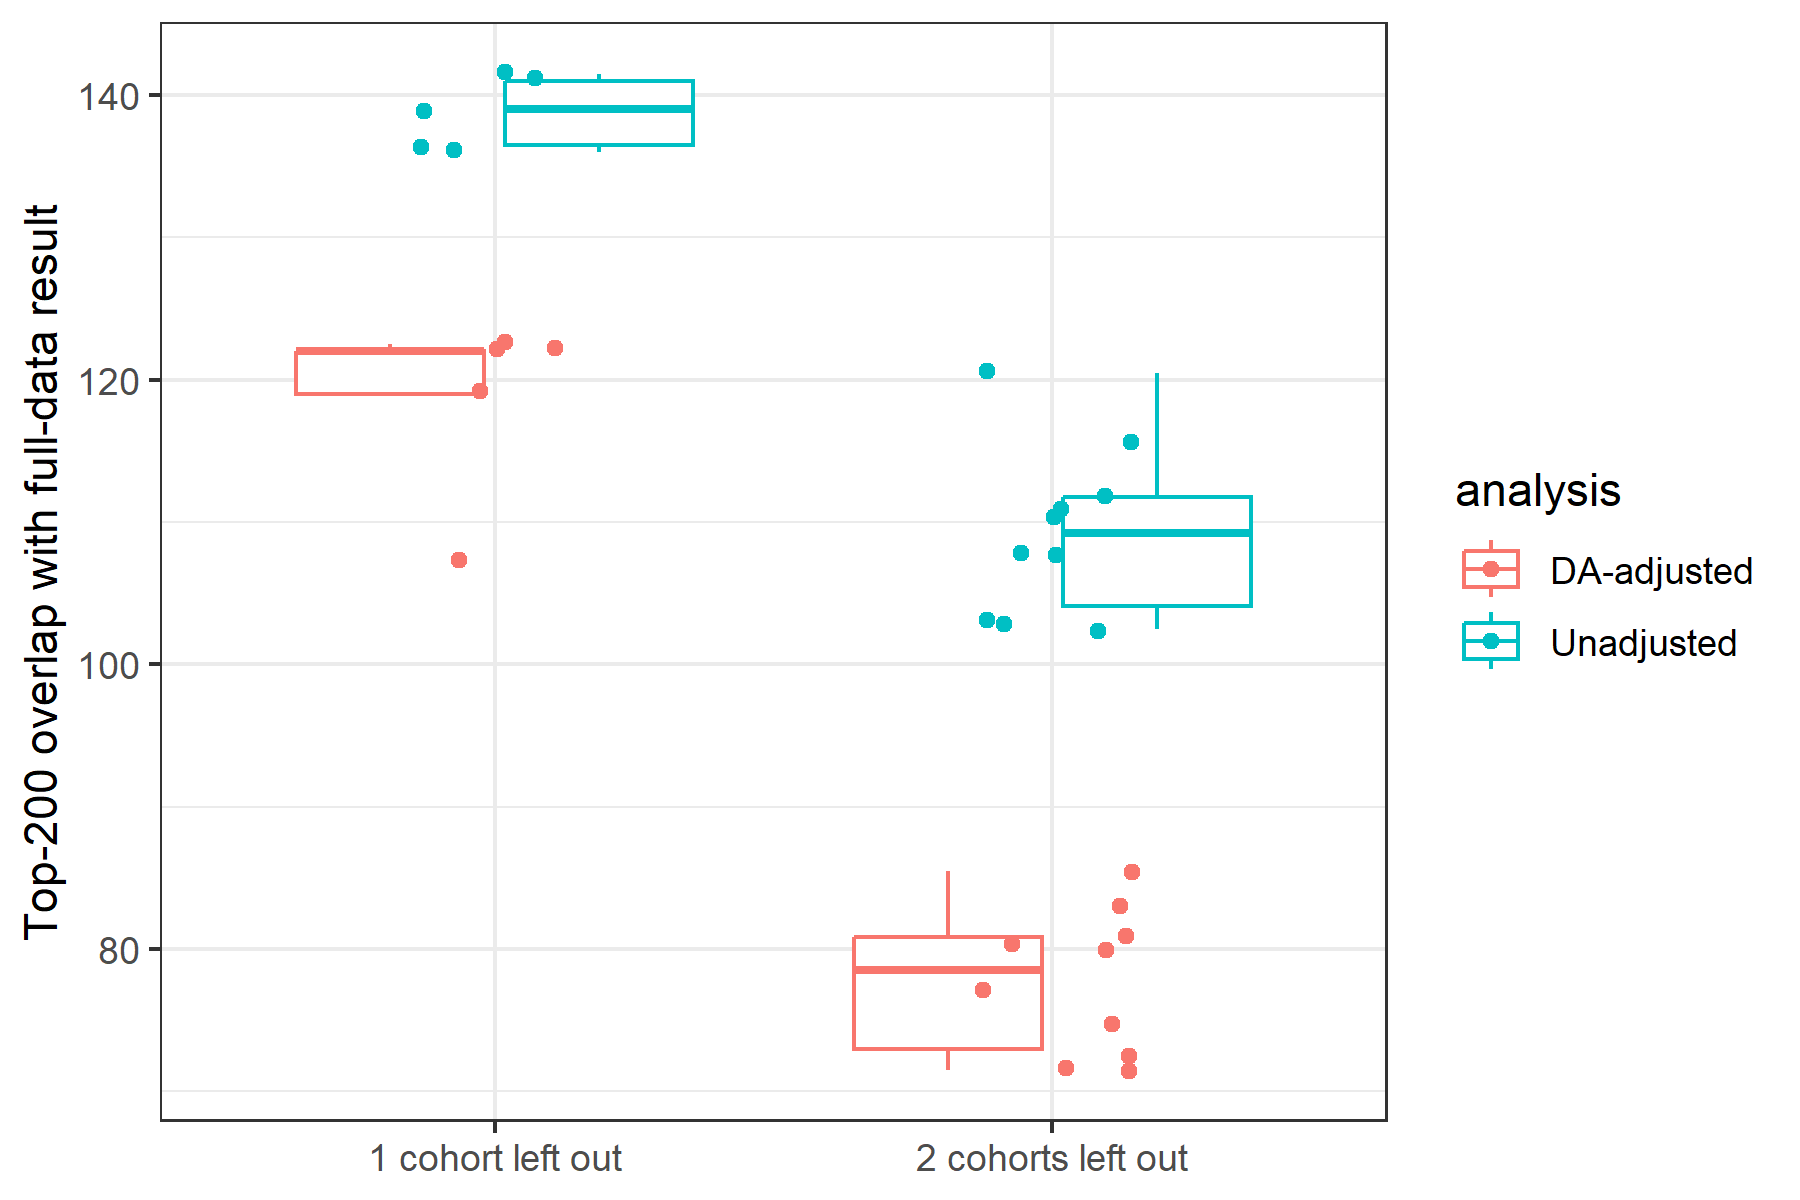 Top-200 overlap with full-data result
140
120
100
80
1 cohort left out
2 cohorts left out
analysis
DA-adjusted
Unadjusted